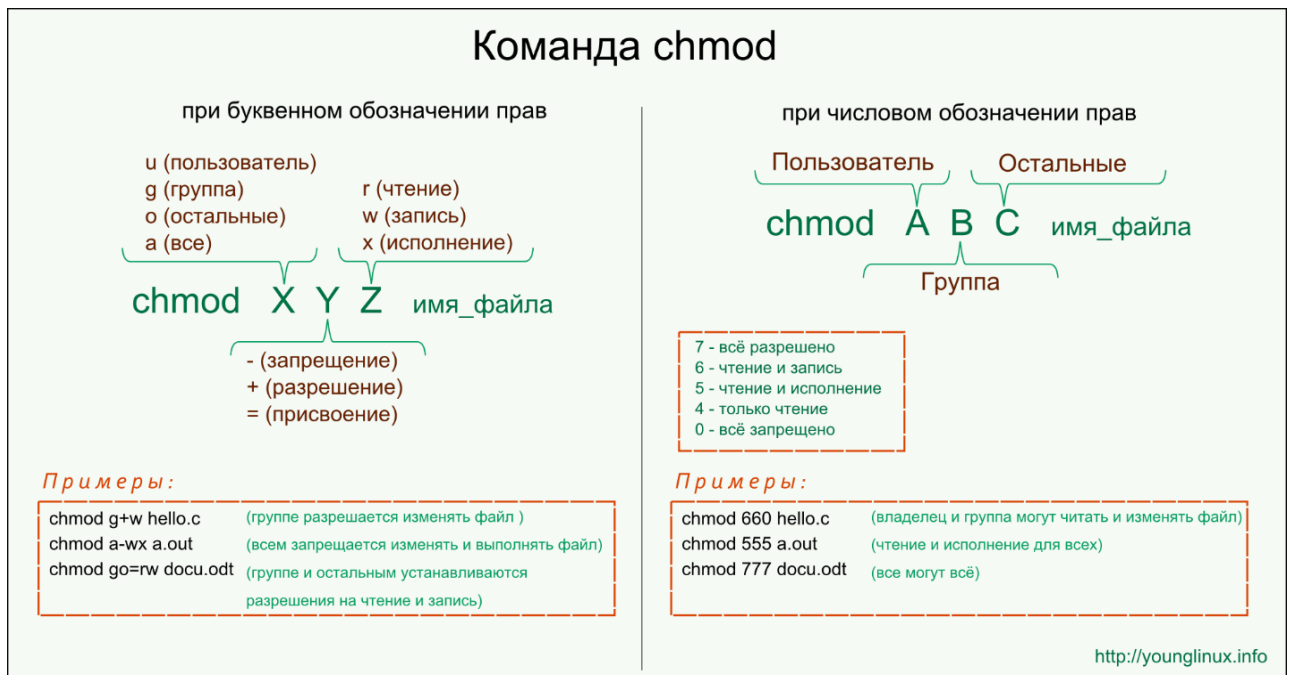 Команда chmod
при буквенном обозначении прав
u (пользователь)
g (группа)
o (остальные)
a (все)
r (чтение)
w (запись)
x (исполнение)
chmod X Y Z имя_файла
- (запрещение)
+ (разрешение)
= (присвоение)
Примеры:
chmod g+w hello.c (группе разрешается изменять файл )
chmod a-wx a.out (всем запрещается изменять и выполнять файл)
chmod go=rw docu.odt (группе и остальным устанавливаются
разрешения на чтение и запись)
при числовом обозначении прав
Пользователь Остальные
chmod A B C имя_файла
Группа
7 - всё разрешено
6 - чтение и запись
5 - чтение и исполнение
4 - только чтение
0 - всё запрещено
Примеры:
chmod 660 hello.c (владелец и группа могут читать и изменять файл)
chmod 555 a.out (чтение и исполнение для всех)
chmod 777 docu.odt (все могут всё)
http://younglinux.info